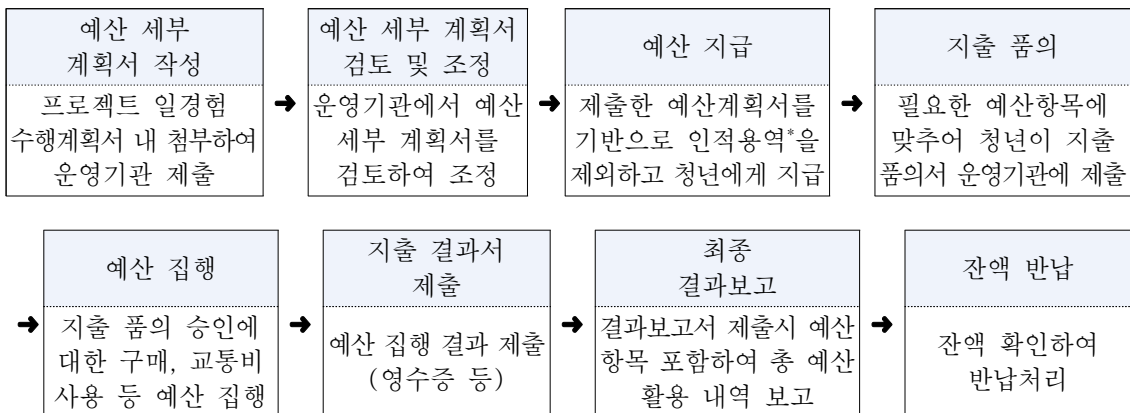 예산 세부
계획서 작성
프로젝트 일경험
수행계획서 내 첨부하여
운영기관 제출
➜
예산 세부 계획서
검토 및 조정
운영기관에서 예산
세부 계획서를
검토하여 조정
➜
예산 지급
제출한 예산계획서를
기반으로 인적용역*을
제외하고 청년에게 지급
➜
지출 품의
필요한 예산항목에
맞추어 청년이 지출
품의서 운영기관에 제출
➜
예산 집행
지출 품의 승인에
대한 구매, 교통비
사용 등 예산 집행
➜
지출 결과서
제출
예산 집행 결과 제출
(영수증 등)
➜
최종
결과보고
결과보고서 제출시 예산
항목 포함하여 총 예산
활용 내역 보고
➜
잔액 반납
잔액 확인하여
반납처리